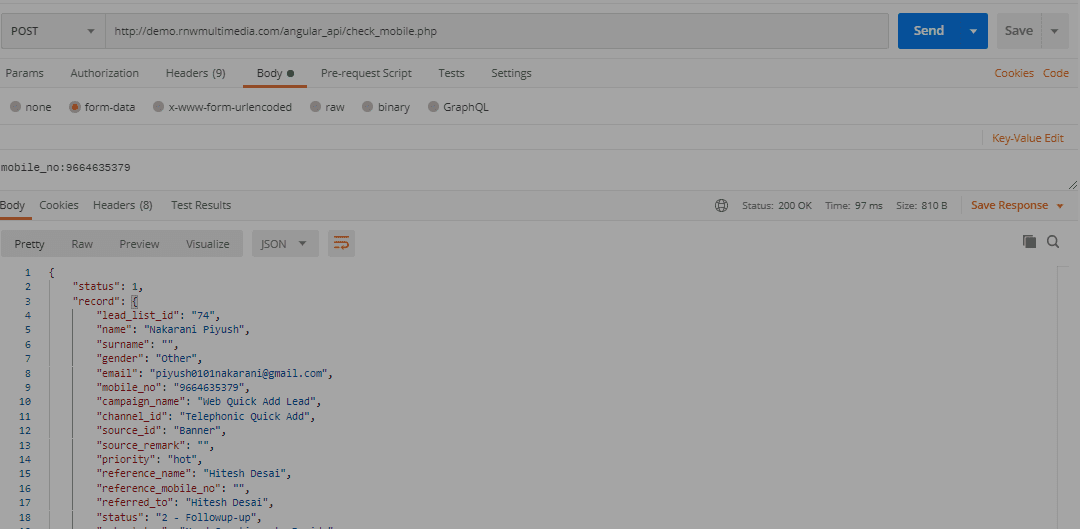 POST http://demo.rnwmultimedia.com/angular_api/check_mobile.php Send Save
Params Authorization Headers (9) Body Pre-request Script Tests Settings Cookies Code
none form-data x-www-form-urlencoded raw binary GraphQL
Key-Value Edit
mobile_no:9664635379
Body Cookies Headers (8) Test Results Status: 200 OK Time: 97 ms Size: 810 B Save Response
Pretty Raw Preview Visualize JSON
1 {
2 "status": 1,
3 "record": {
4 "lead_list_id": "74",
5 "name": "Nakarani Piyush",
6 "surname": "",
7 "gender": "Other",
8 "email": "piyush0101nakarani@gmail.com",
9 "mobile_no": "9664635379",
10 "campaign_name": "Web Quick Add Lead",
11 "channel_id": "Telephonic Quick Add",
12 "source_id": "Banner",
13 "source_remark": "",
14 "priority": "hot",
15 "reference_name": "Hitesh Desai",
16 "reference_mobile_no": "",
17 "referred_to": "Hitesh Desai",
18 "status": "2 - Followup-up",